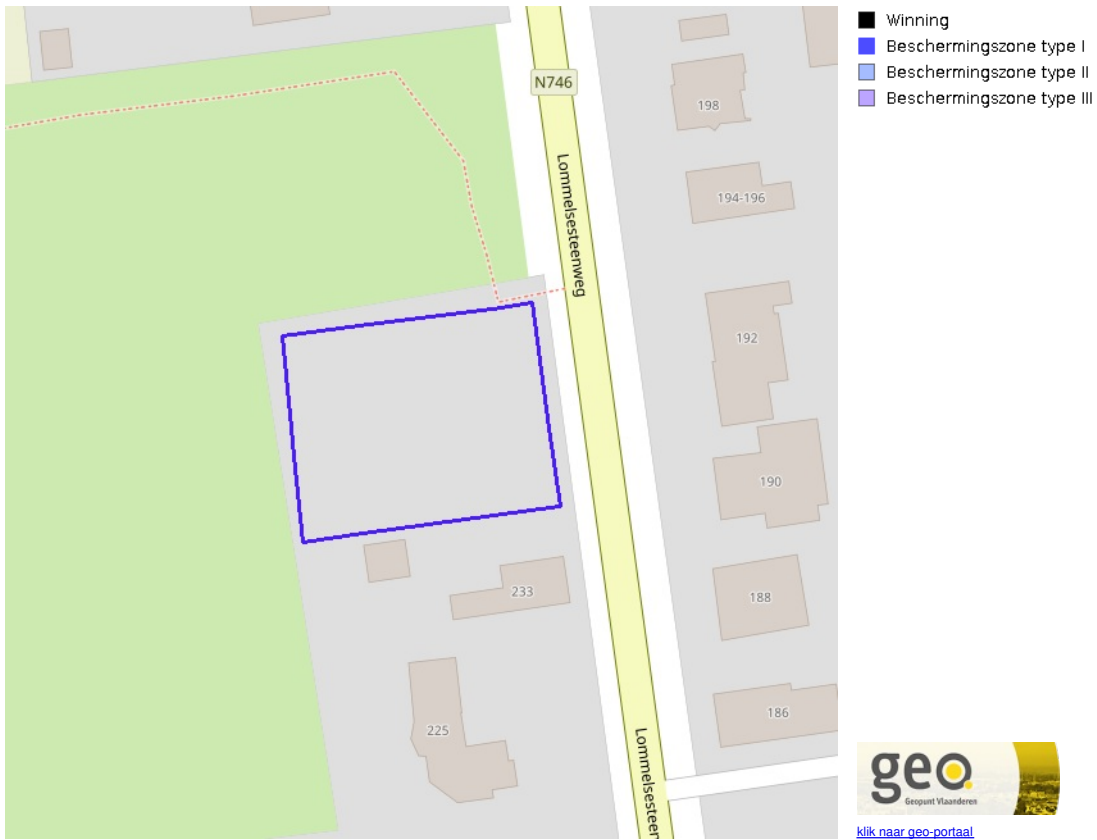 Winning
Beschermingszone type I
Beschermingszone type II
Beschermingszone type III
N746
Lommelsesteenweg
198
194-196
192
190
233
188
225
186
Lommelsesteen
geo.
Geopunt Vlaanderen
klik naar geo-portaal